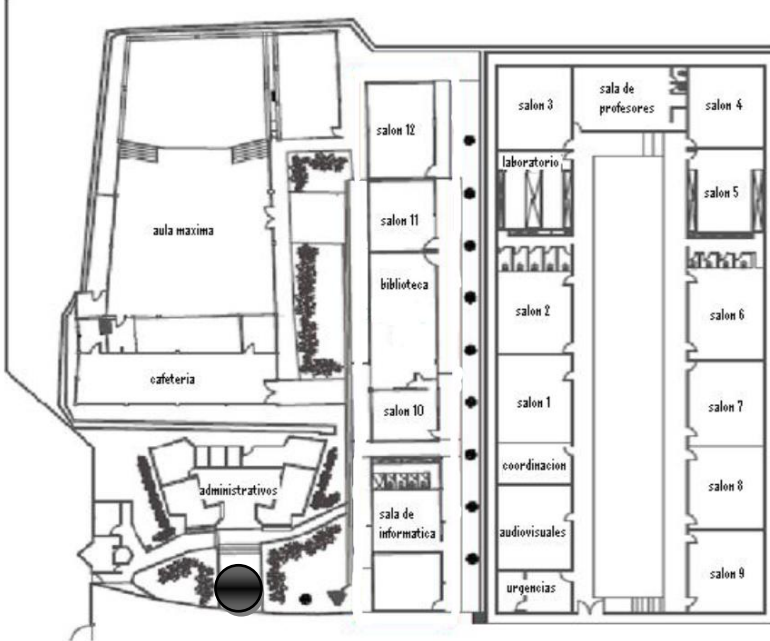 sala de
profesores
salon 3
salon 4
salon 12
laboratorio
salon 5
salon 11
aula maxima
biblioteca
salon 2
salon 6
cafeteria
salon 10
salon 1
salon 7
coordinacion
administrativos
salon 8
sala de
informatica
audiovisuales
urgencias
salon 9